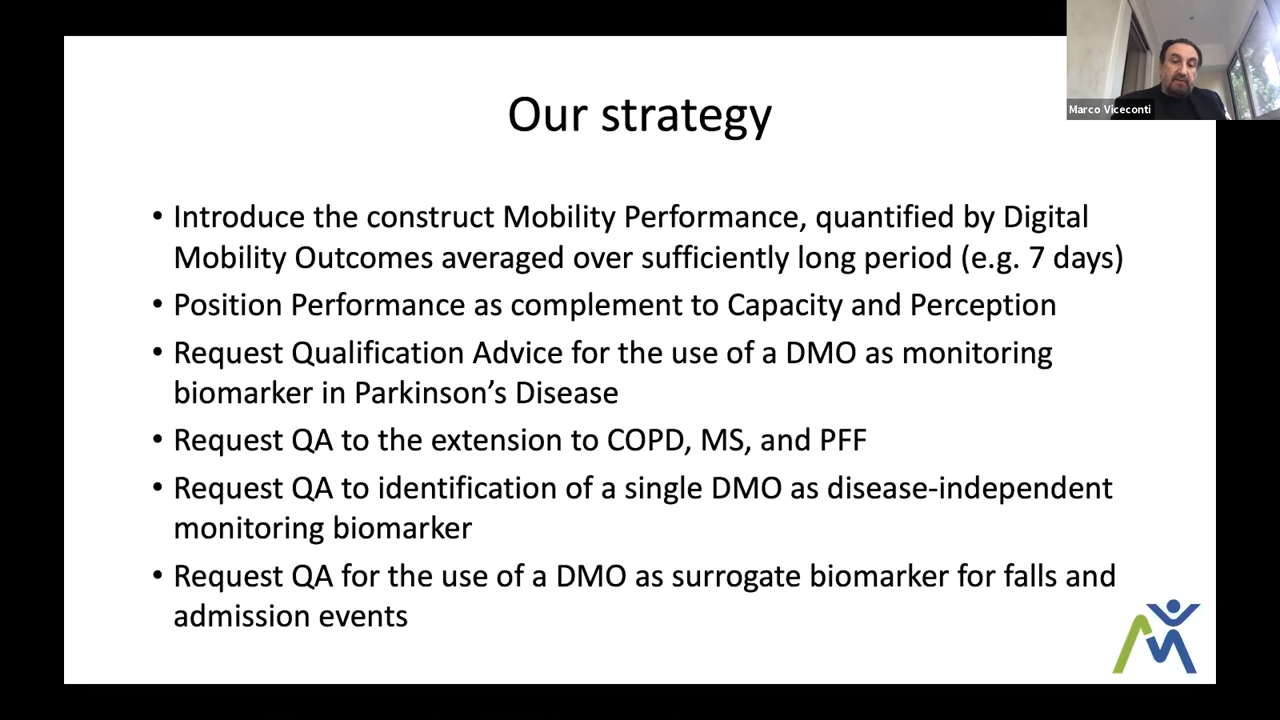 Our strategy
Marco Viceconti
• Introduce the construct Mobility Performance, quantified by Digital
Mobility Outcomes averaged over sufficiently long period (e.g. 7 days)
• Position Performance as complement to Capacity and Perception
• Request Qualification Advice for the use of a DMO as monitoring
biomarker in Parkinson’s Disease
• Request QA to the extension to COPD, MS, and PFF
• Request QA to identification of a single DMO as disease-independent
monitoring biomarker
• Request QA for the use of a DMO as surrogate biomarker for falls and
admission events